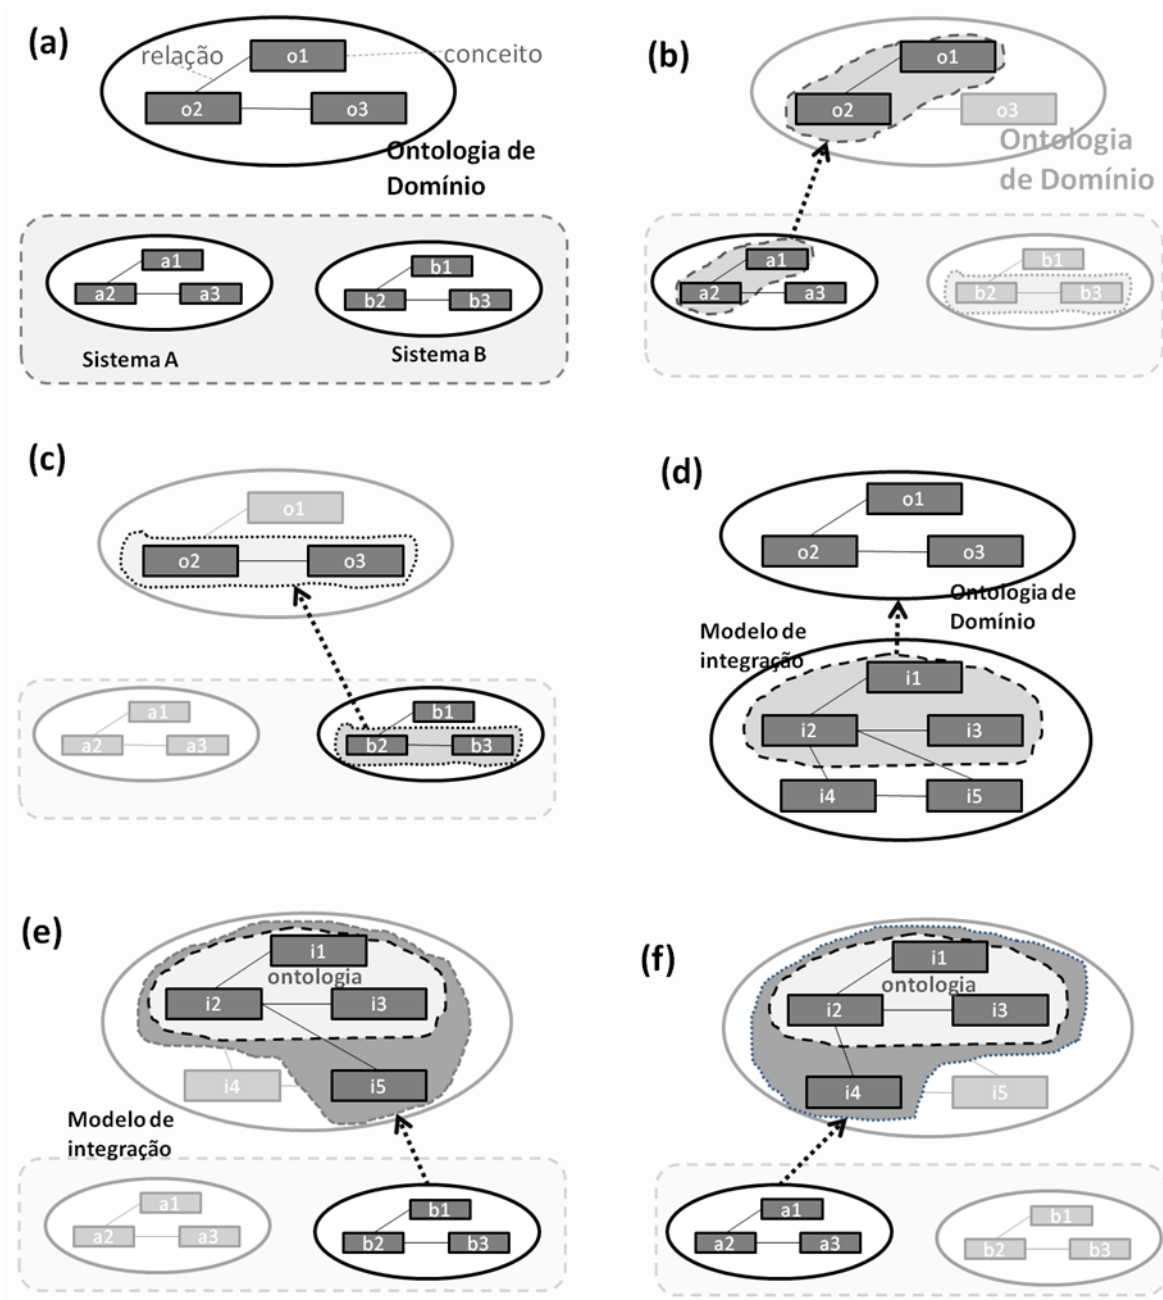 (a)
o1
relação
conceito
o2
o3
Ontologia de
Domínio
a1
a2
a3
Sistema A
b1
b2
b3
Sistema B
(b)
o1
o2
o3
Ontologia
de Domínio
a1
a2
a3
b1
b2
b3
(c)
o1
o2
o3
a1
a2
a3
b1
b2
b3
(d)
o1
o2
o3
Ontologia de
Domínio
Modelo de
integração
i1
i2
i3
i4
i5
(e)
i1
ontologia
i2
i3
i4
i5
Modelo de
integração
a1
a2
a3
b1
b2
b3
(f)
i1
ontologia
i2
i3
i4
i5
a1
a2
a3
b1
b2
b3